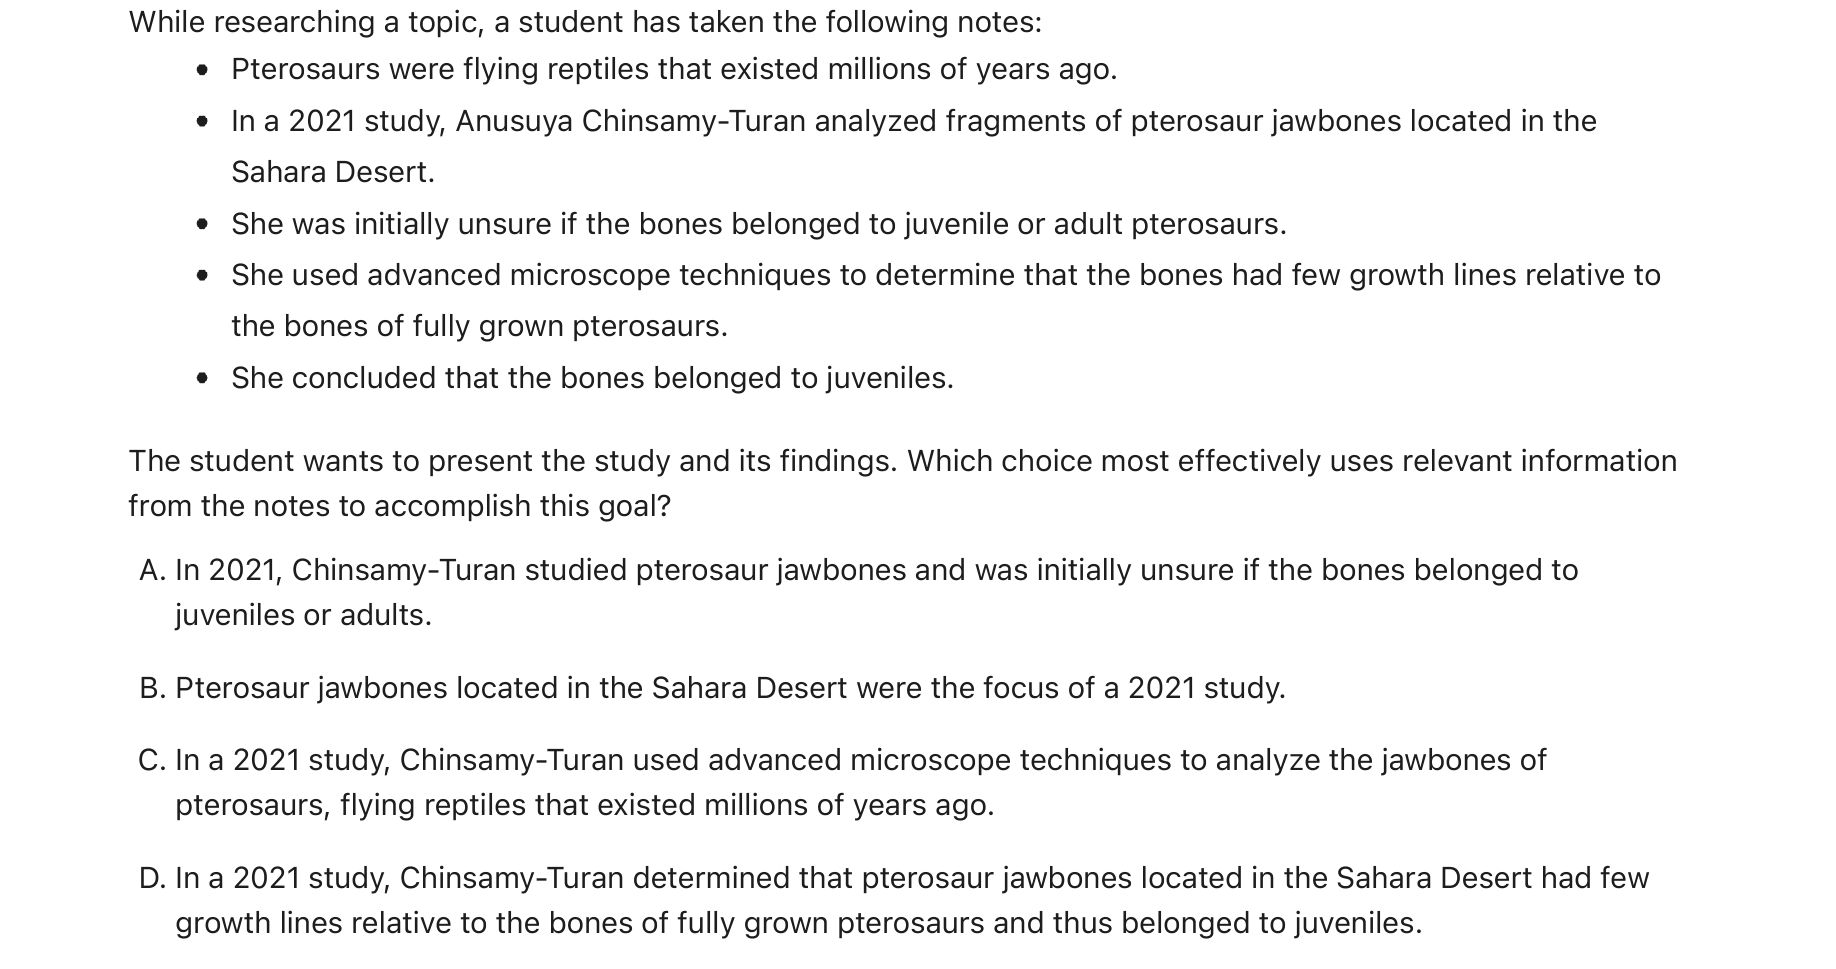 While researching a topic, a student has taken the following notes:
• Pterosaurs were flying reptiles that existed millions of years ago.
• In a 2021 study, Anusuya Chinsamy-Turan analyzed fragments of pterosaur jawbones located in the
Sahara Desert.
• She was initially unsure if the bones belonged to juvenile or adult pterosaurs.
• She used advanced microscope techniques to determine that the bones had few growth lines relative to
the bones of fully grown pterosaurs.
• She concluded that the bones belonged to juveniles.
The student wants to present the study and its findings. Which choice most effectively uses relevant information
from the notes to accomplish this goal?
A. In 2021, Chinsamy-Turan studied pterosaur jawbones and was initially unsure if the bones belonged to
juveniles or adults.
B. Pterosaur jawbones located in the Sahara Desert were the focus of a 2021 study.
C. In a 2021 study, Chinsamy-Turan used advanced microscope techniques to analyze the jawbones of
pterosaurs, flying reptiles that existed millions of years ago.
D. In a 2021 study, Chinsamy-Turan determined that pterosaur jawbones located in the Sahara Desert had few
growth lines relative to the bones of fully grown pterosaurs and thus belonged to juveniles.